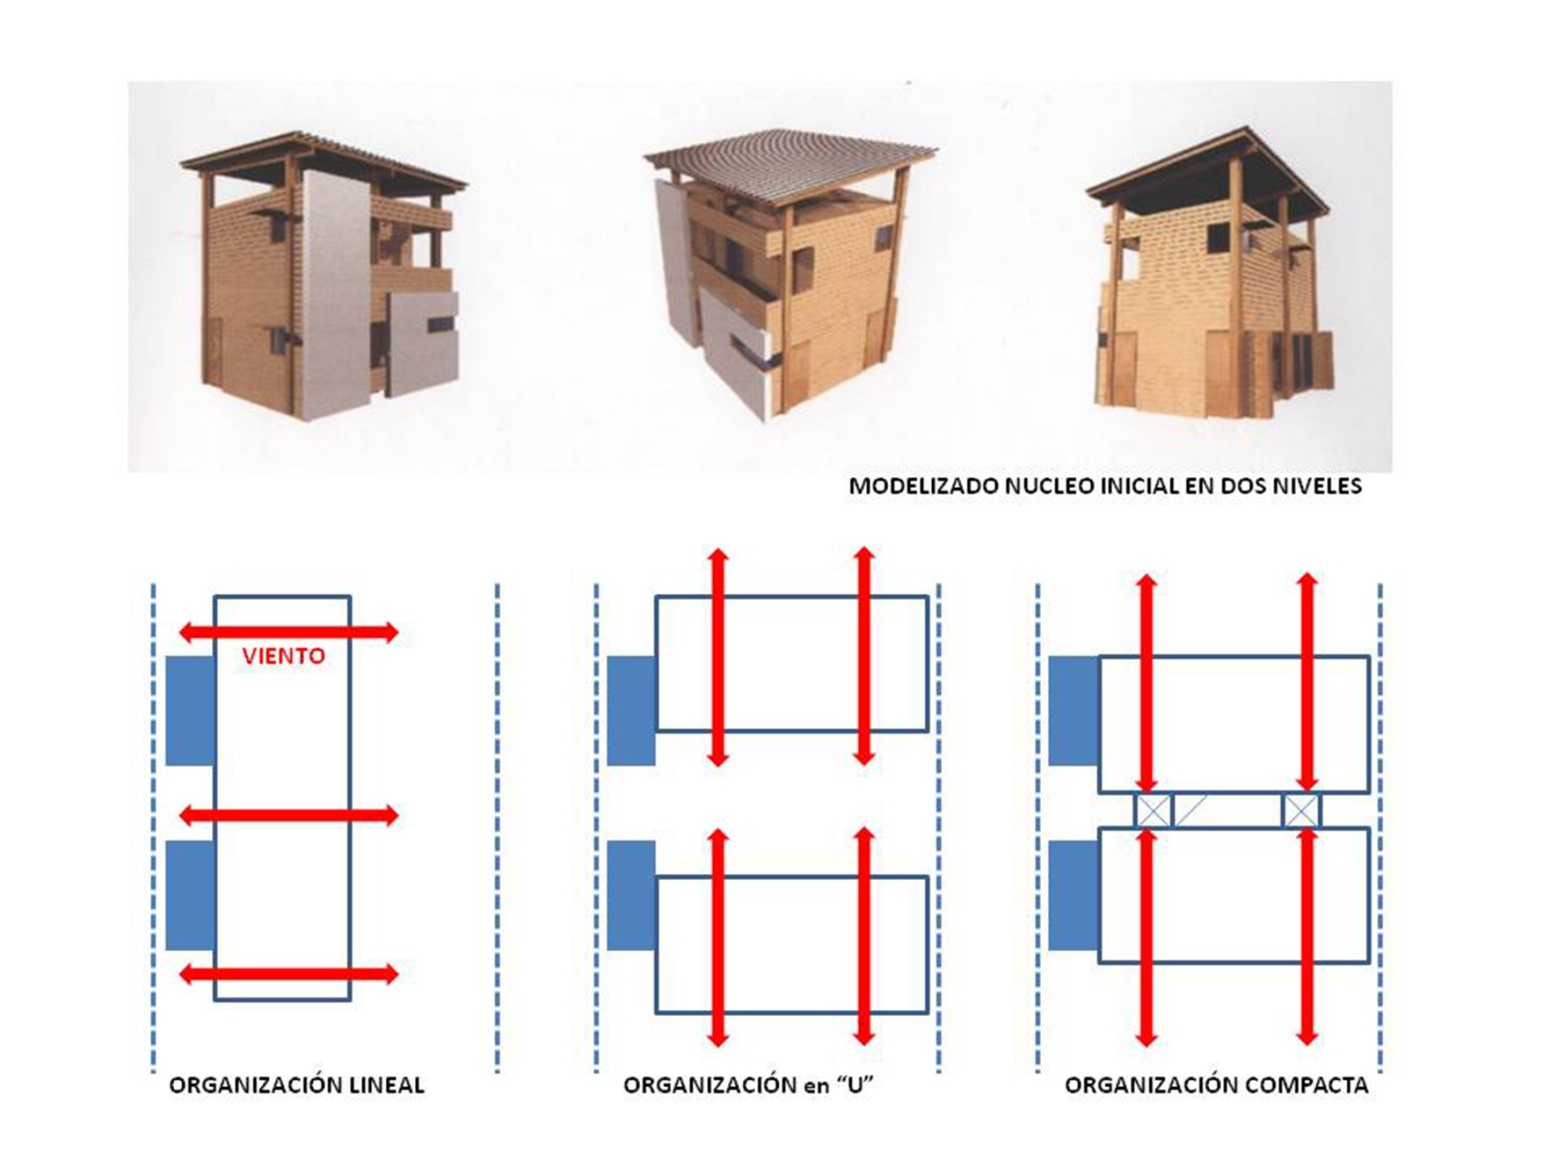 MODELIZADO NUCLEO INICIAL EN DOS NIVELES
VIENTO
ORGANIZACIÓN LINEAL
ORGANIZACIÓN en “U”
ORGANIZACIÓN COMPACTA